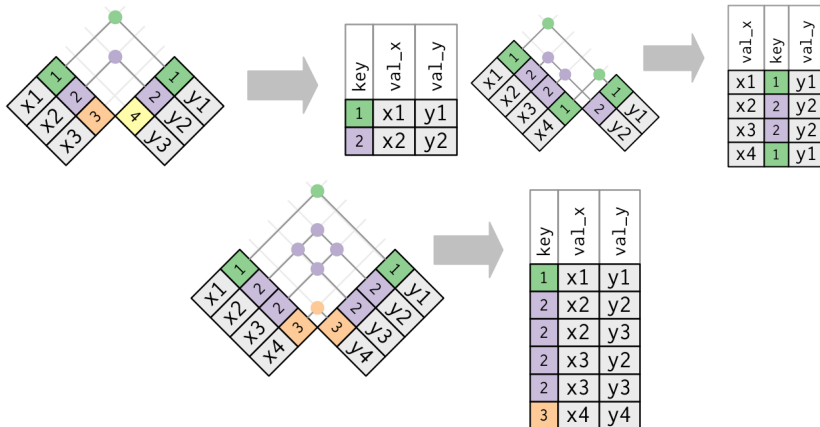 1 x1
2 x2
3 x3
1 y1
2 y2
4 y3
key val_x val_y
1 x1 y1
2 x2 y2
1 x1
2 x2
2 x3
1 x4
1 y1
2 y2
val_x key val_y
x1 1 y1
x2 2 y2
x3 2 y2
x4 1 y1
1 x1
2 x2
2 x3
3 x4
1 y1
2 y2
2 y3
3 y4
key val_x val_y
1 x1 y1
2 x2 y2
2 x2 y3
2 x3 y2
2 x3 y3
3 x4 y4